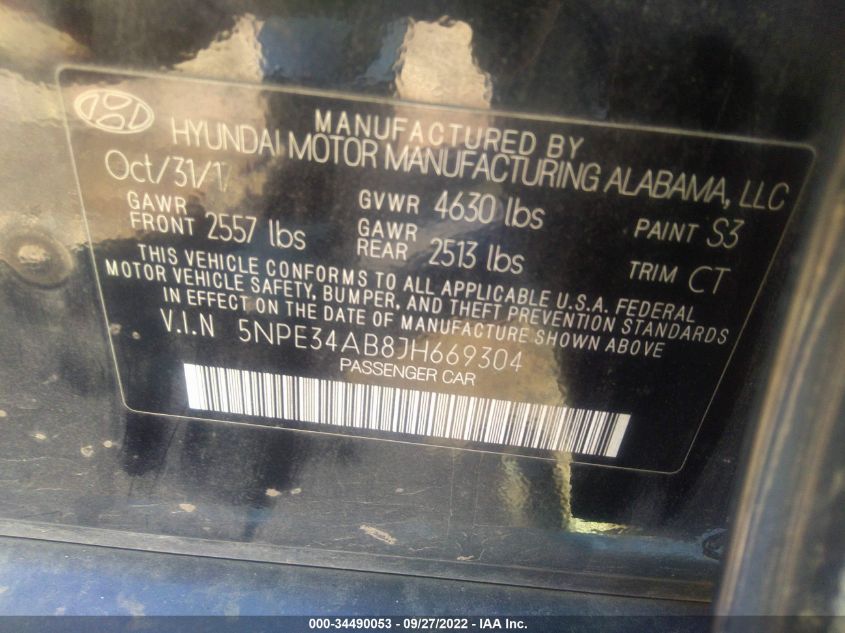 MANUFACTURED BY
HYUNDAI MOTOR MANUFACTURING ALABAMA, LLC
Oct/31/17
GAWR FRONT 2557 lbs
GVWR 4630 lbs
GAWR REAR 2513 lbs
PAINT S3
TRIM CT
THIS VEHICLE CONFORMS TO ALL APPLICABLE U.S.A. FEDERAL
MOTOR VEHICLE SAFETY, BUMPER, AND THEFT PREVENTION STANDARDS
IN EFFECT ON THE DATE OF MANUFACTURE SHOWN ABOVE
V.I.N 5NPE34AB8JH669304
PASSENGER CAR
000-34490053 - 09/27/2022 - IAA Inc.